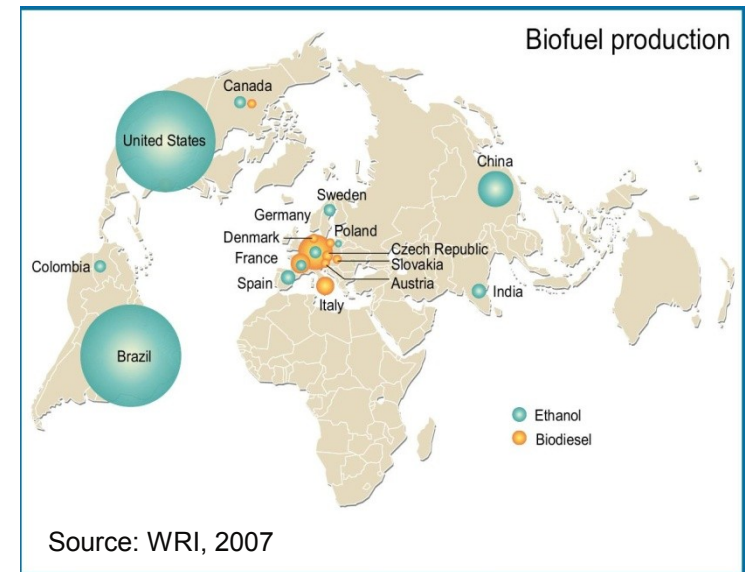 Biofuel production
Canada
United States
China
Sweden
Germany
Poland
Denmark
Czech Republic
France
Slovakia
Colombia
Spain
Austria
India
Italy
Brazil
Ethanol
Biodiesel
Source: WRI, 2007